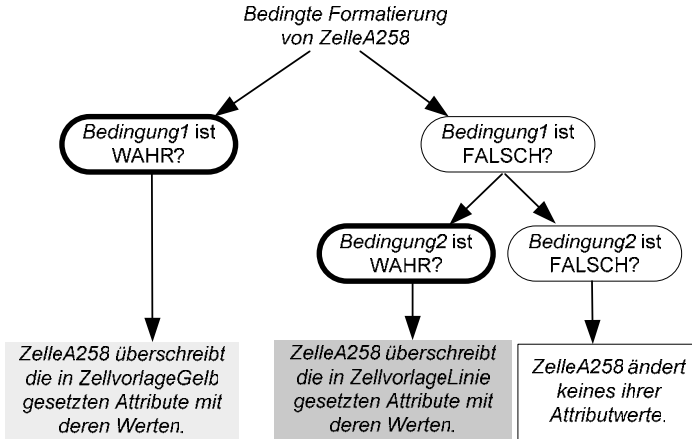 Bedingte Formatierung
von ZelleA258
Bedingung1 ist
WAHR?
Bedingung1 ist
FALSCH?
Bedingung2 ist
WAHR?
Bedingung2 ist
FALSCH?
ZelleA258 überschreibt
die in ZellvorlageGelb
gesetzten Attribute mit
deren Werten.
ZelleA258 überschreibt
die in ZellvorlageLinie
gesetzten Attribute mit
deren Werten.
ZelleA258 ändert
keines ihrer
Attributwerte.